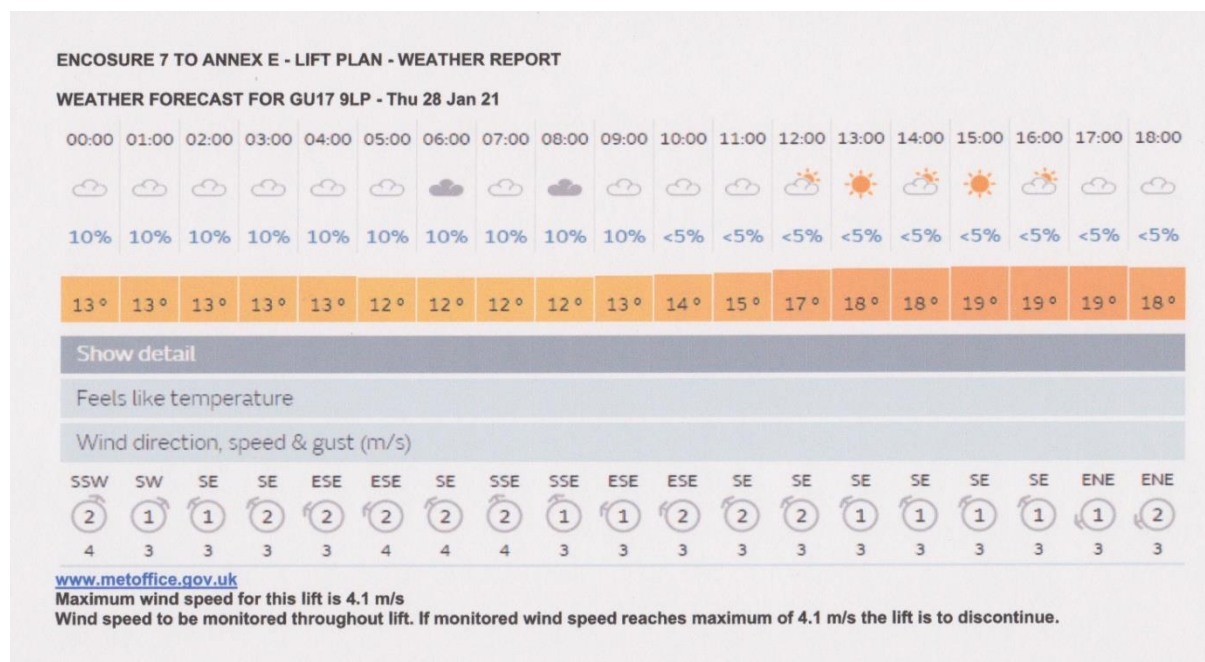 ENCOSURE 7 TO ANNEX E - LIFT PLAN - WEATHER REPORT
WEATHER FORECAST FOR GU17 9LP - Thu 28 Jan 21
00:00 01:00 02:00 03:00 04:00 05:00 06:00 07:00 08:00 09:00 10:00 11:00 12:00 13:00 14:00 15:00 16:00 17:00 18:00
10% 10% 10% 10% 10% 10% 10% 10% 10% 10% <5% <5% <5% <5% <5% <5% <5% <5% <5%
13° 13° 13° 13° 13° 12° 12° 12° 12° 13° 14° 15° 17° 18° 18° 19° 19° 19° 18°
Show detail
Feels like temperature
Wind direction, speed & gust (m/s)
SSW SW SE SE ESE ESE SE SSE SSE ESE ESE SE SE SE SE SE SE ENE ENE
2 1 1 2 2 2 2 2 1 1 2 2 2 1 1 1 1 1 2
4 3 3 3 3 4 4 4 3 3 3 3 3 3 3 3 3 3 3
www.metoffice.gov.uk
Maximum wind speed for this lift is 4.1 m/s
Wind speed to be monitored throughout lift. If monitored wind speed reaches maximum of 4.1 m/s the lift is to discontinue.